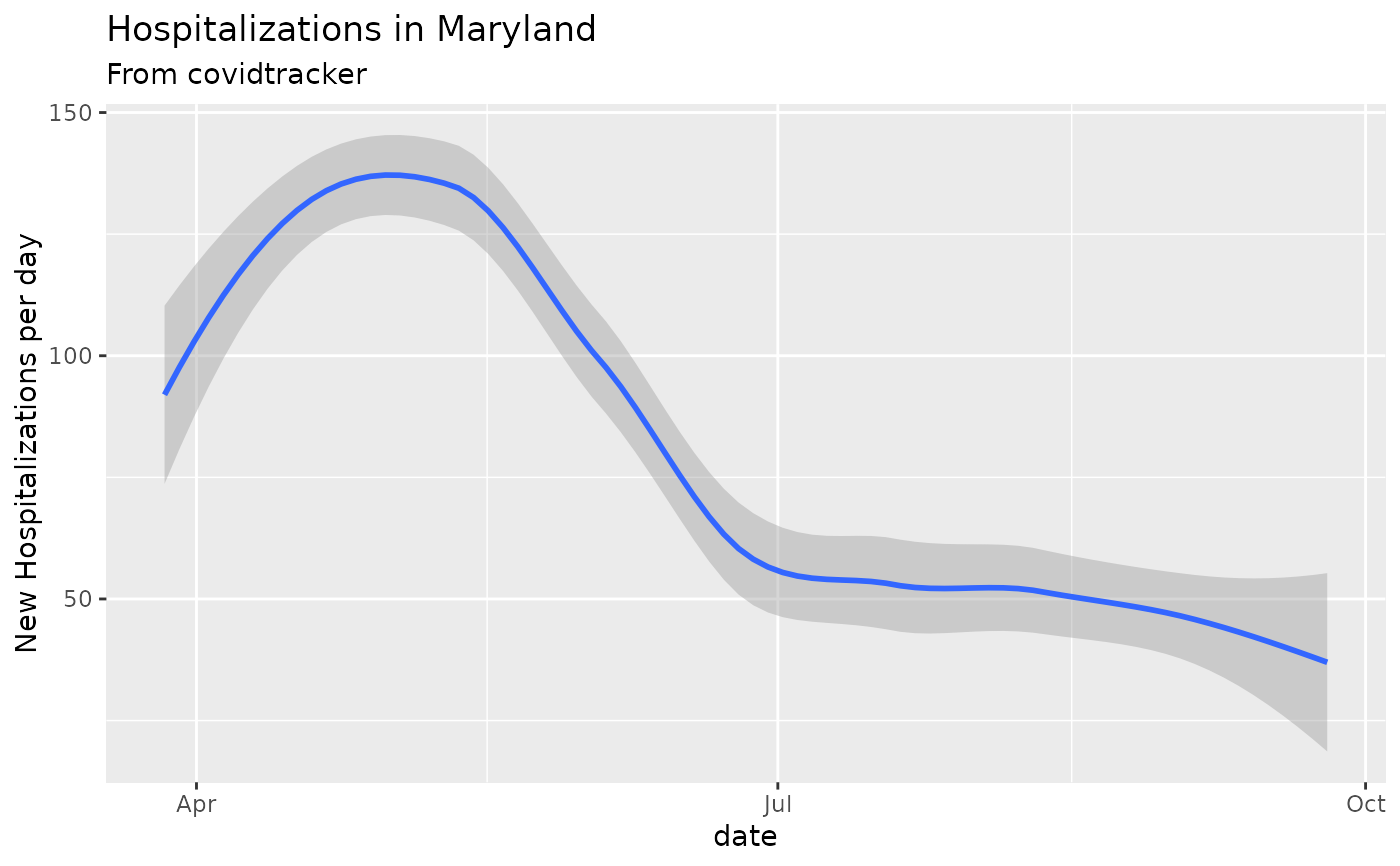 Hospitalizations in Maryland
From covidtracker
150
100
50
New Hospitalizations per day
Apr
Jul
Oct
date